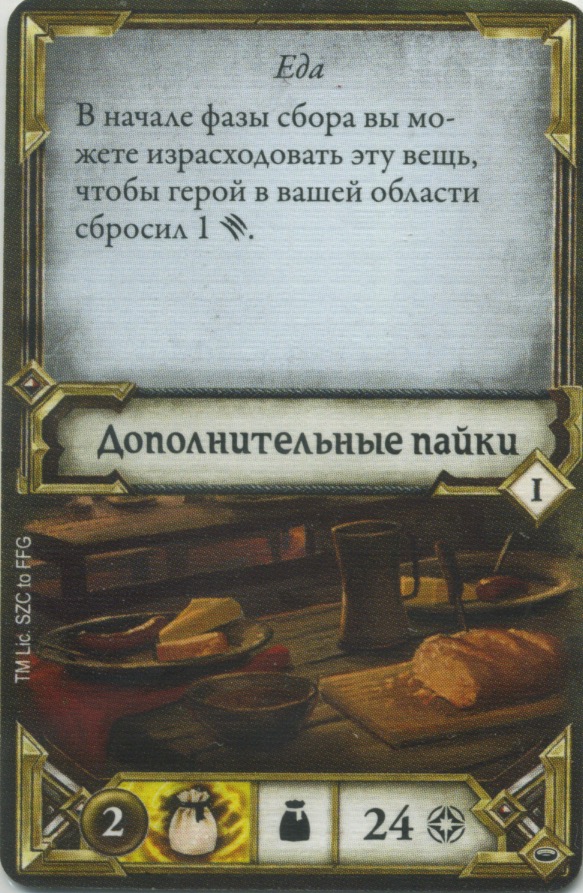 Еда
В начале фазы сбора вы мо-
жете израсходовать эту вещь,
чтобы герой в вашей области
сбросил 1 .
Дополнительные пайки
I
TM Lic. SZC to FFG
2
24